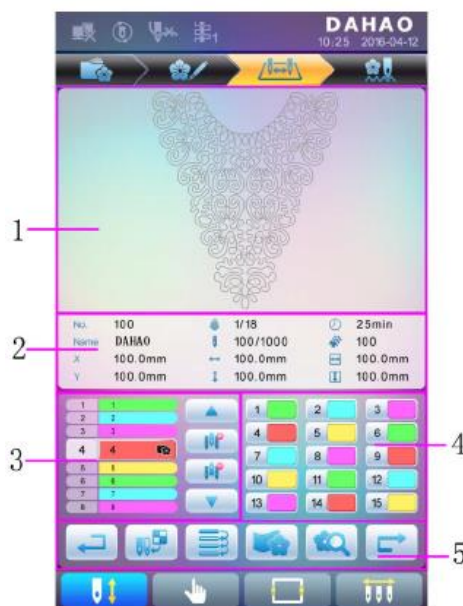 DAHAO
1
10:25 2016-04-12
1
No. 100 1/18 25min
2
Name DAHAO 100/1000 100
X 100.0mm 100.0mm 100.0mm
Y 100.0mm 100.0mm 100.0mm
1 1
2 2
3 3
3
4 4
5 5
6 6
7 7
8 8
1 2 3
4 5 6
4
7 8 9
10 11 12
13 14 15
5